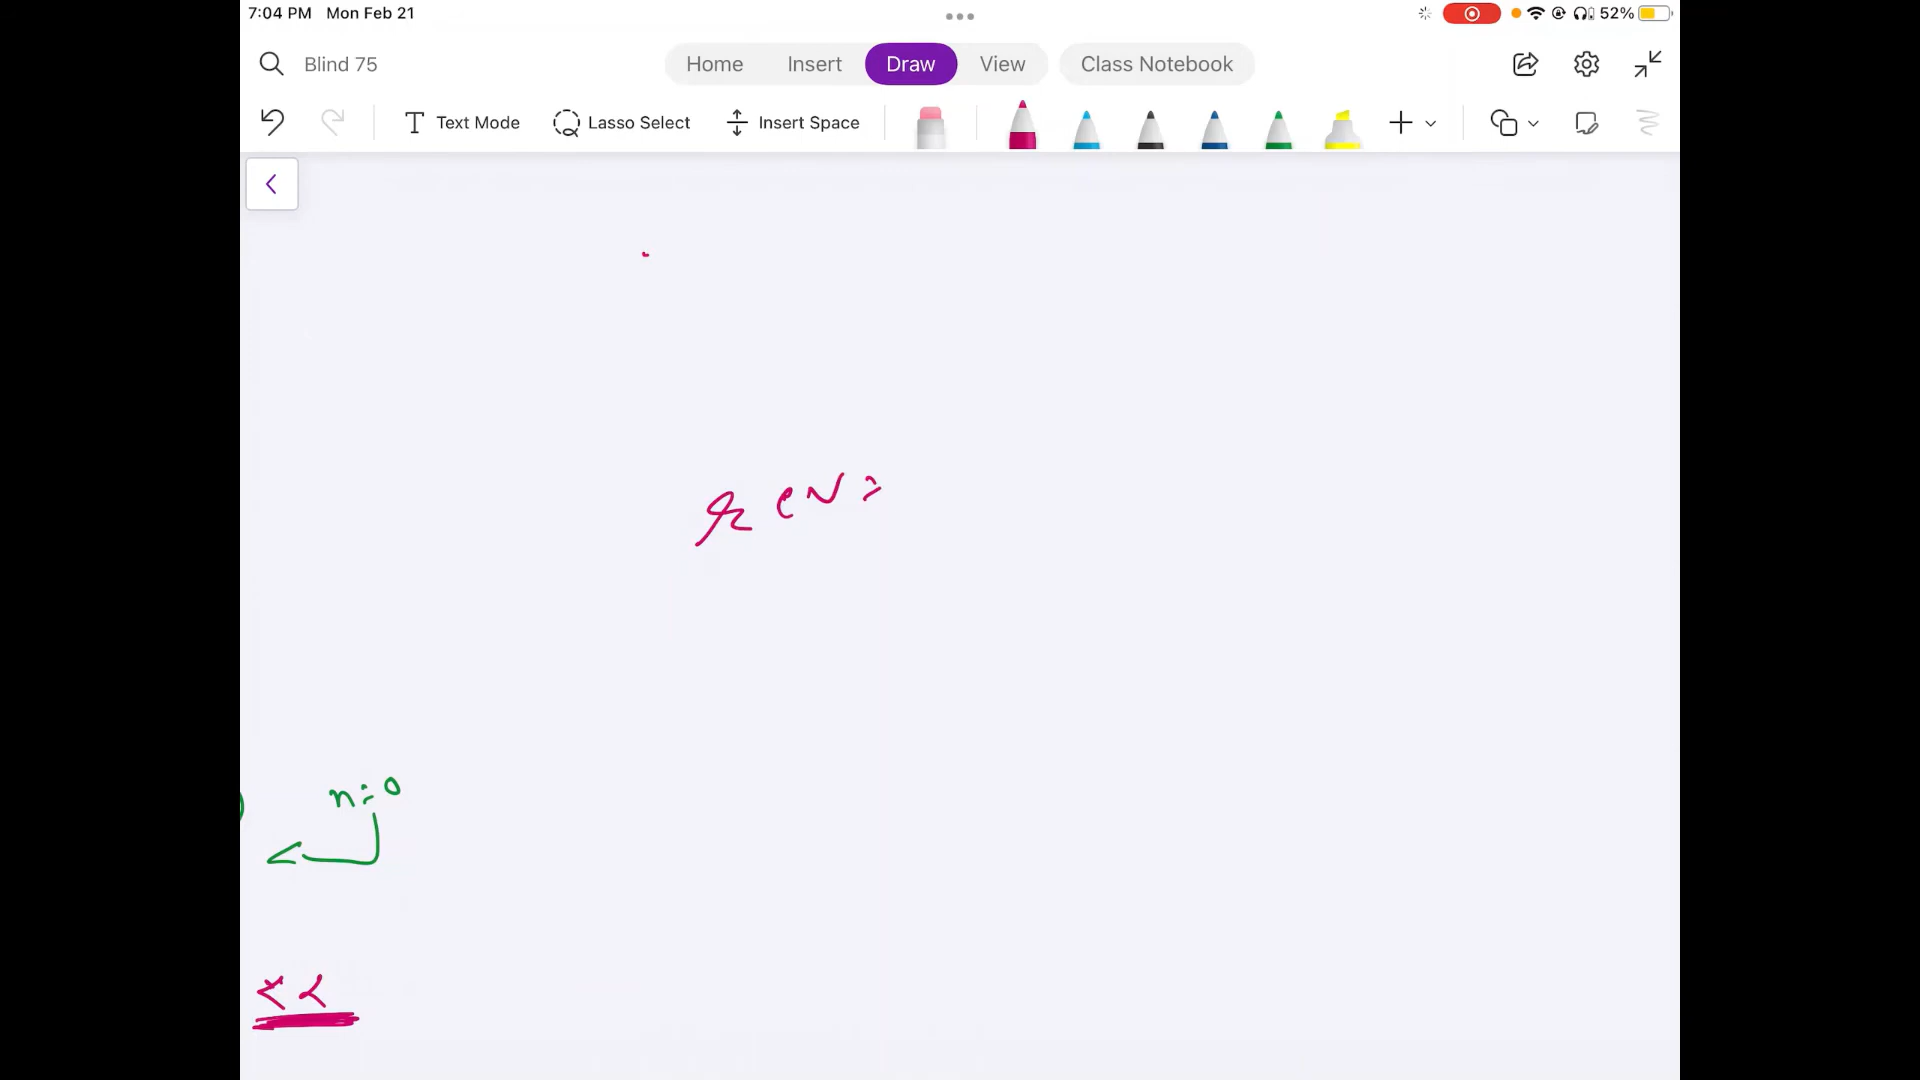 7:04 PM Mon Feb 21
52%
Blind 75
Home Insert Draw View Class Notebook
Text Mode Lasso Select Insert Space
rev =
n = 0
<<